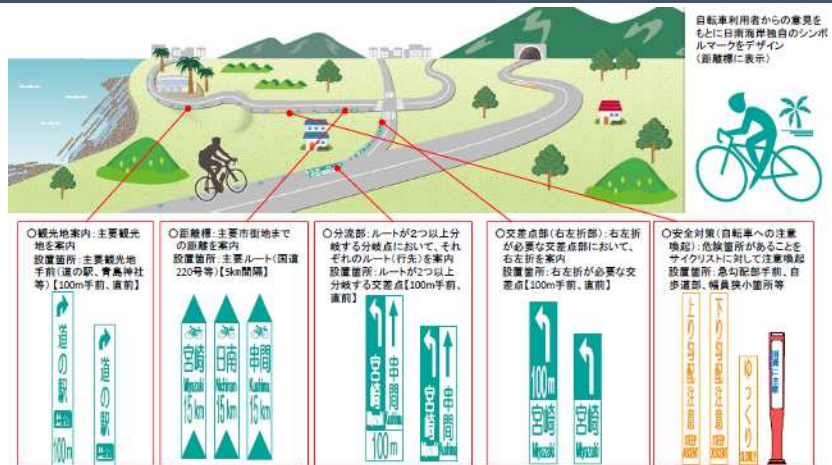 自転車利用者からの意見を
もとに日南海岸独自のシンボ
ルマークをデザイン
(距離標に表示)
○観光地案内:主要観光
地を案内
設置箇所:主要観光地
手前(道の駅、青島神社
等)【100m手前、直前】
道の駅
100m
道の駅
○距離標:主要市街地まで
の距離を案内
設置箇所:主要ルート(国道
220号等)【5km間隔】
宮崎
Miyazaki
15km
日南
Nichinan
15km
串間
Kushima
15km
○分流部:ルートが2つ以上分
岐する分岐点において、それ
ぞれのルート(行先)を案内
設置箇所:ルートが2つ以上
分岐する交差点【100m手前、
直前】
宮崎
Miyazaki
串間
Kushima
100m
宮崎
Miyazaki
串間
Kushima
○交差点部(右左折部):右左折
が必要な交差点部において、
右左折を案内
設置箇所:右左折が必要な交
差点【100m手前、直前】
100m
宮崎
Miyazaki
宮崎
Miyazaki
○安全対策(自転車への注意
喚起):危険箇所があることを
サイクリストに対して注意喚起
設置箇所:急勾配部手前、自
歩道部、幅員狭小箇所等
上り勾配注意
STEEP
ASCENT
下り勾配注意
STEEP
DESCENT
ゆっくり
SLOWLY